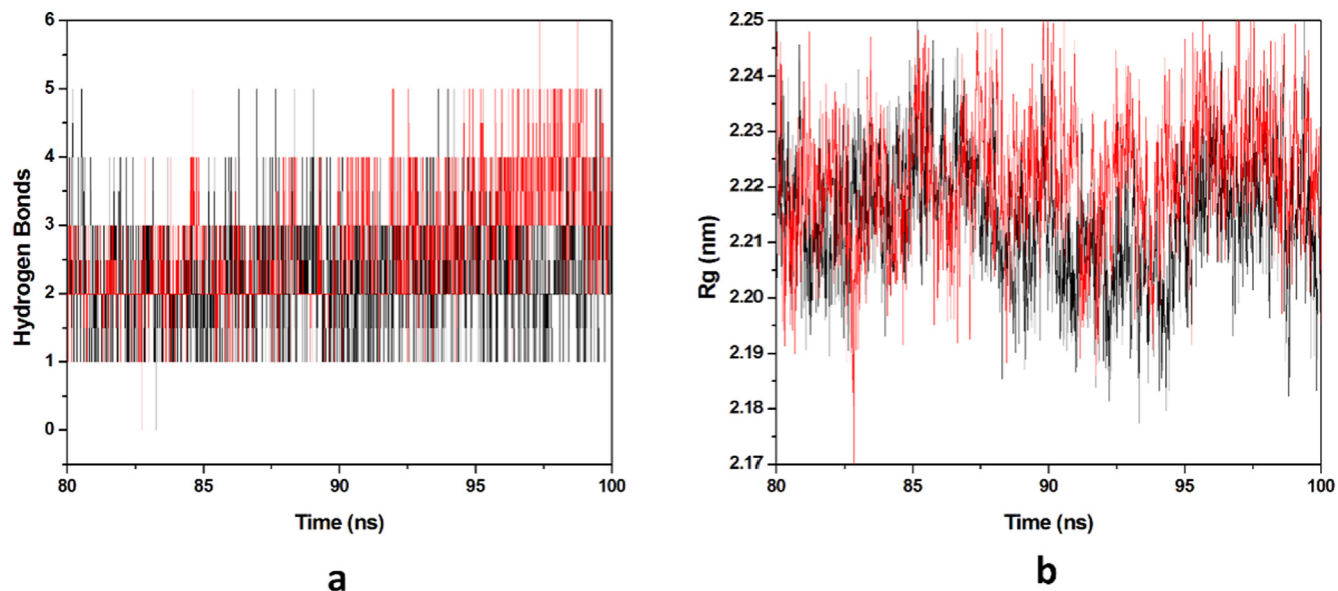 Hydrogen Bonds
6
5
4
3
2
1
0
80 85 90 95 100
Time (ns)
a
Rg (nm)
2.25
2.24
2.23
2.22
2.21
2.20
2.19
2.18
2.17
80 85 90 95 100
Time (ns)
b